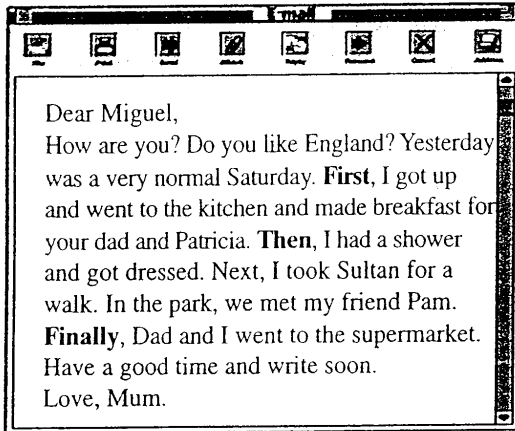 E-mail
Dear Miguel,
How are you? Do you like England? Yesterday
was a very normal Saturday. First, I got up
and went to the kitchen and made breakfast for
your dad and Patricia. Then, I had a shower
and got dressed. Next, I took Sultan for a
walk. In the park, we met my friend Pam.
Finally, Dad and I went to the supermarket.
Have a good time and write soon.
Love, Mum.